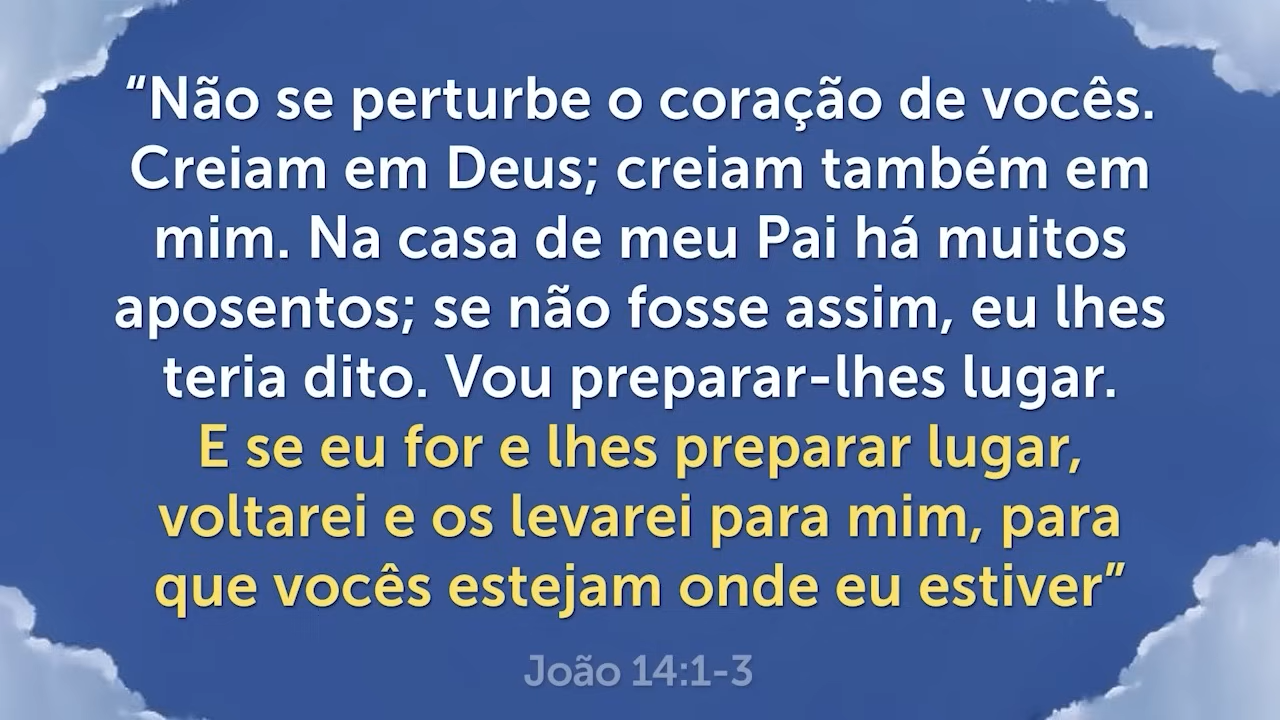 “Não se perturbe o coração de vocês.
Creiam em Deus; creiam também em
mim. Na casa de meu Pai há muitos
aposentos; se não fosse assim, eu lhes
teria dito. Vou preparar-lhes lugar.
E se eu for e lhes preparar lugar,
voltarei e os levarei para mim, para
que vocês estejam onde eu estiver”
João 14:1-3